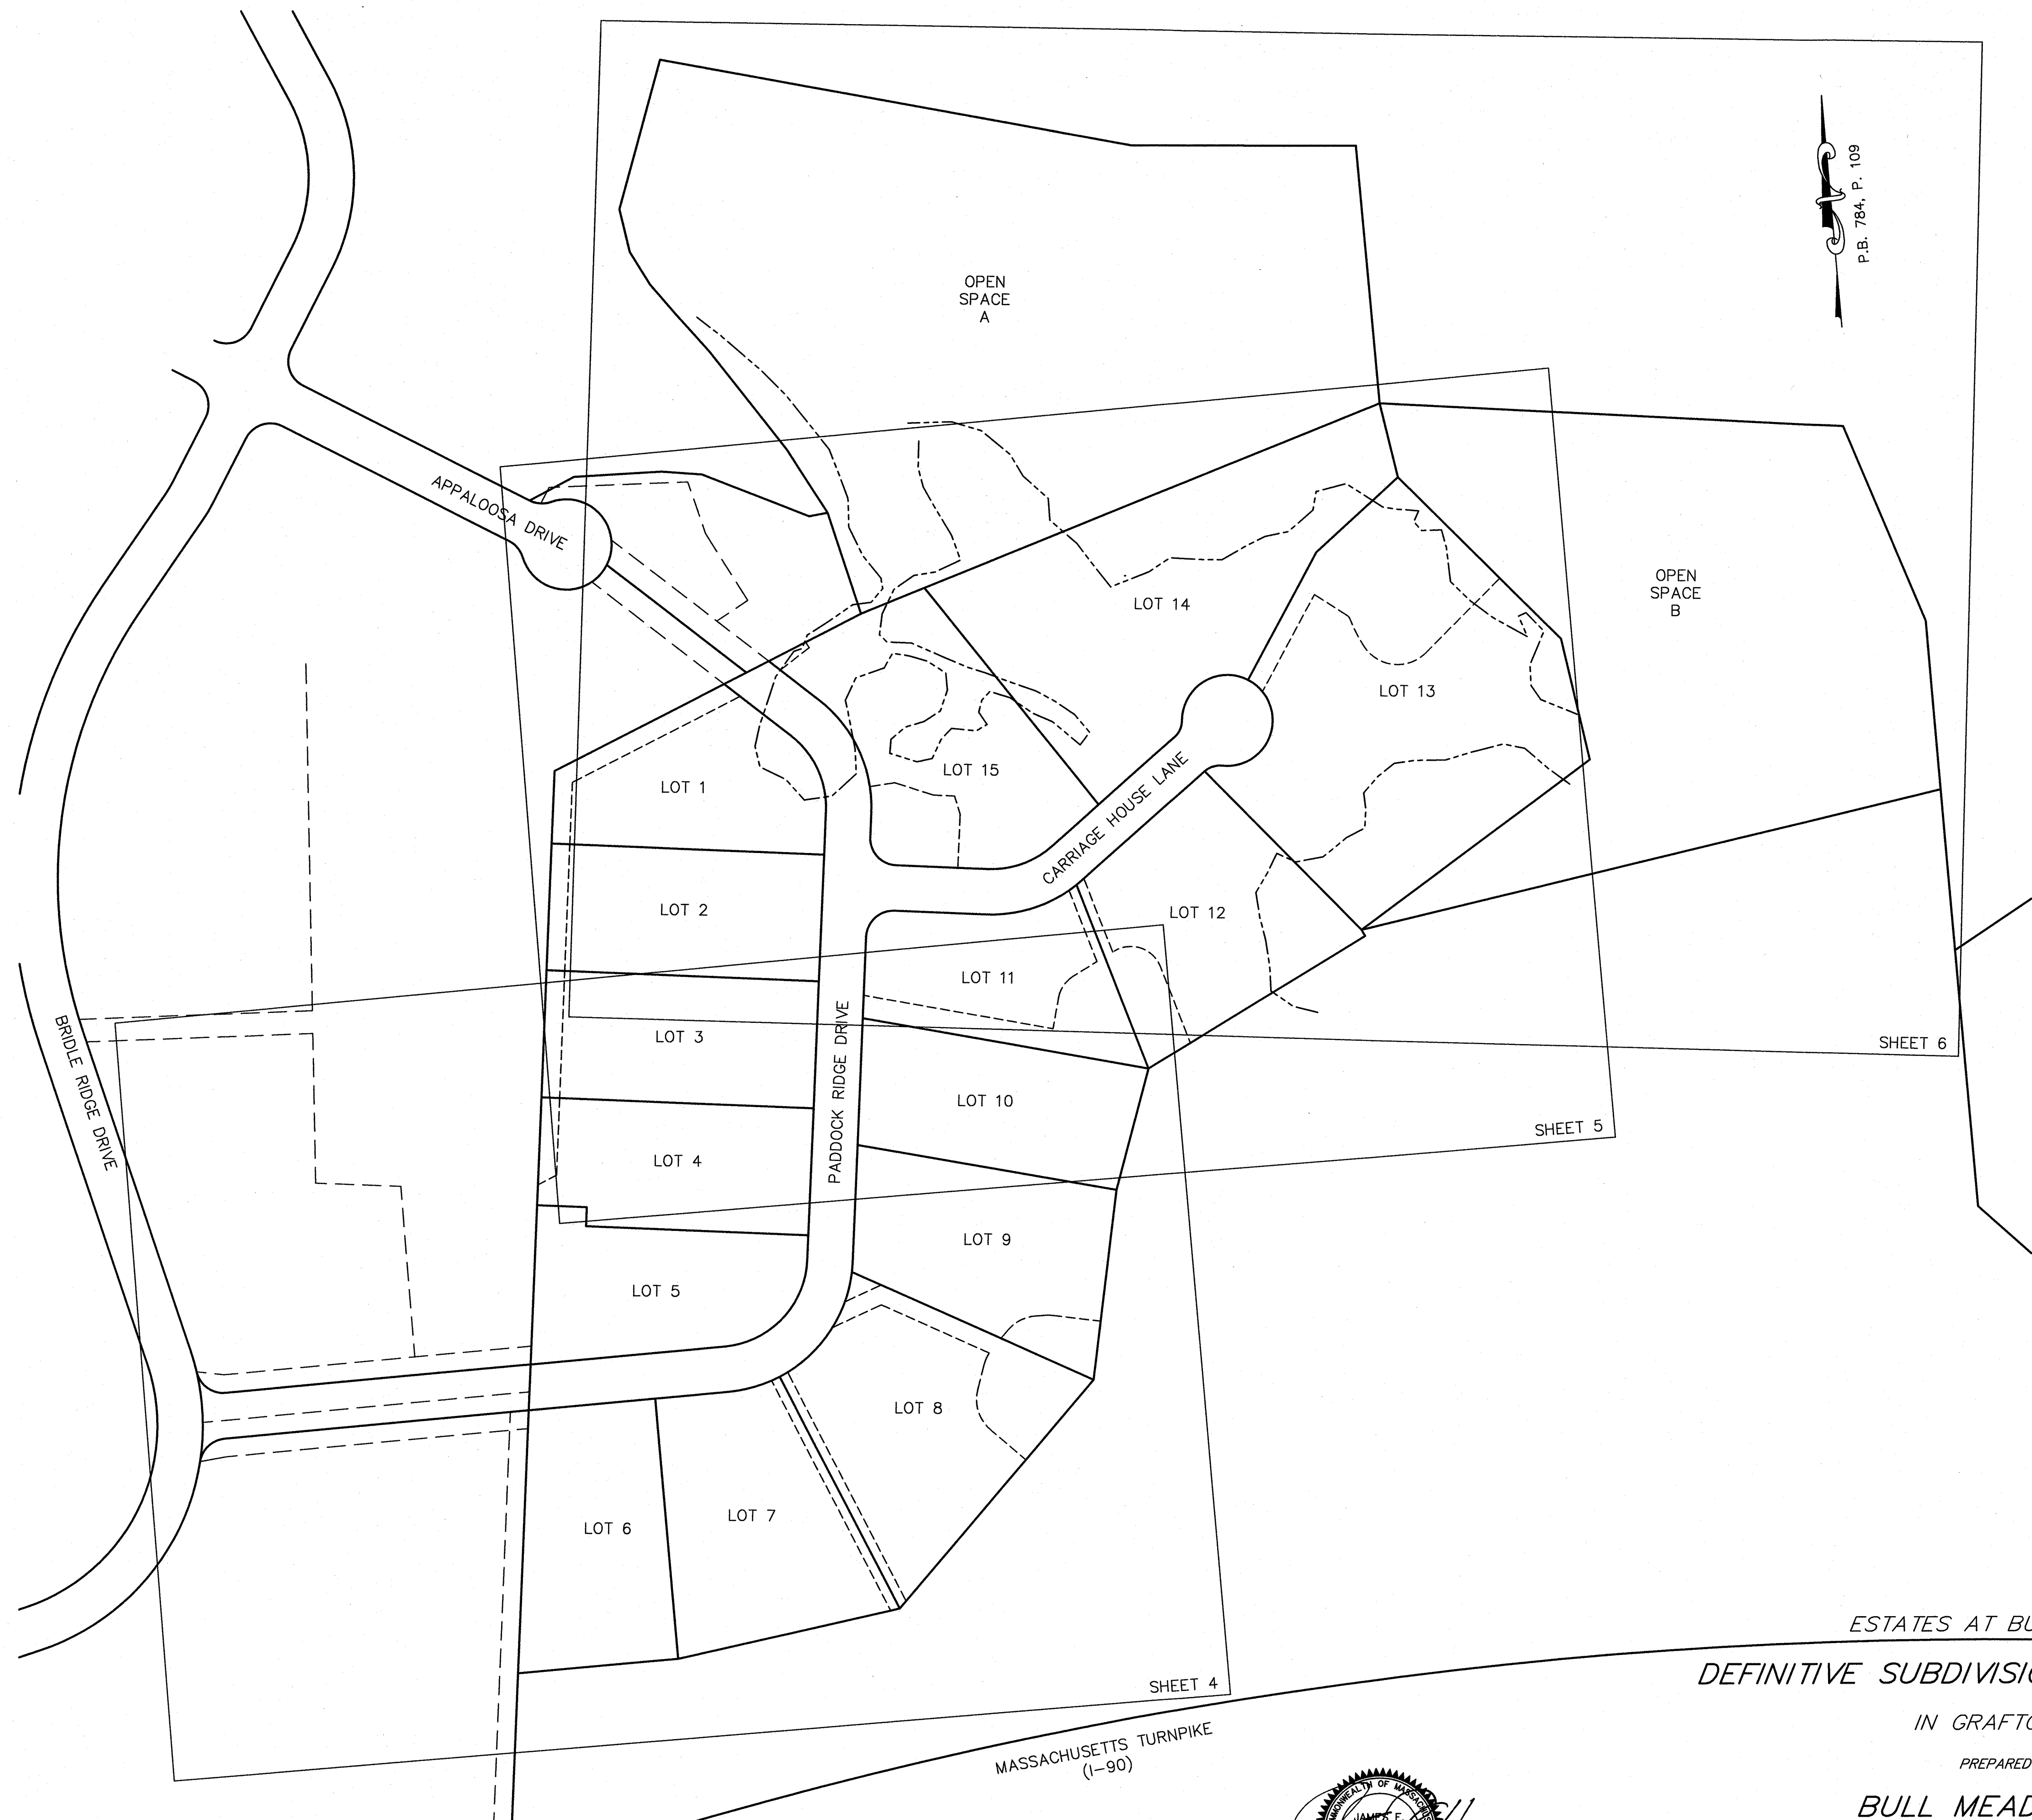 P.B. 784, P. 109
OPEN
SPACE
A
APPALOOSA DRIVE
OPEN
SPACE
B
LOT 14
LOT 13
LOT 1
LOT 15
CARRIAGE HOUSE LANE
LOT 2
LOT 12
LOT 11
LOT 3
PADDOCK RIDGE DRIVE
BRIDLE RIDGE DRIVE
SHEET 6
LOT 10
SHEET 5
LOT 4
LOT 9
LOT 5
LOT 8
LOT 7
LOT 6
SHEET 4
MASSACHUSETTS TURNPIKE
(I-90)
ESTATES AT BU
DEFINITIVE SUBDIVISIO
IN GRAFTO
PREPARED
BULL MEAD
JAMES E.